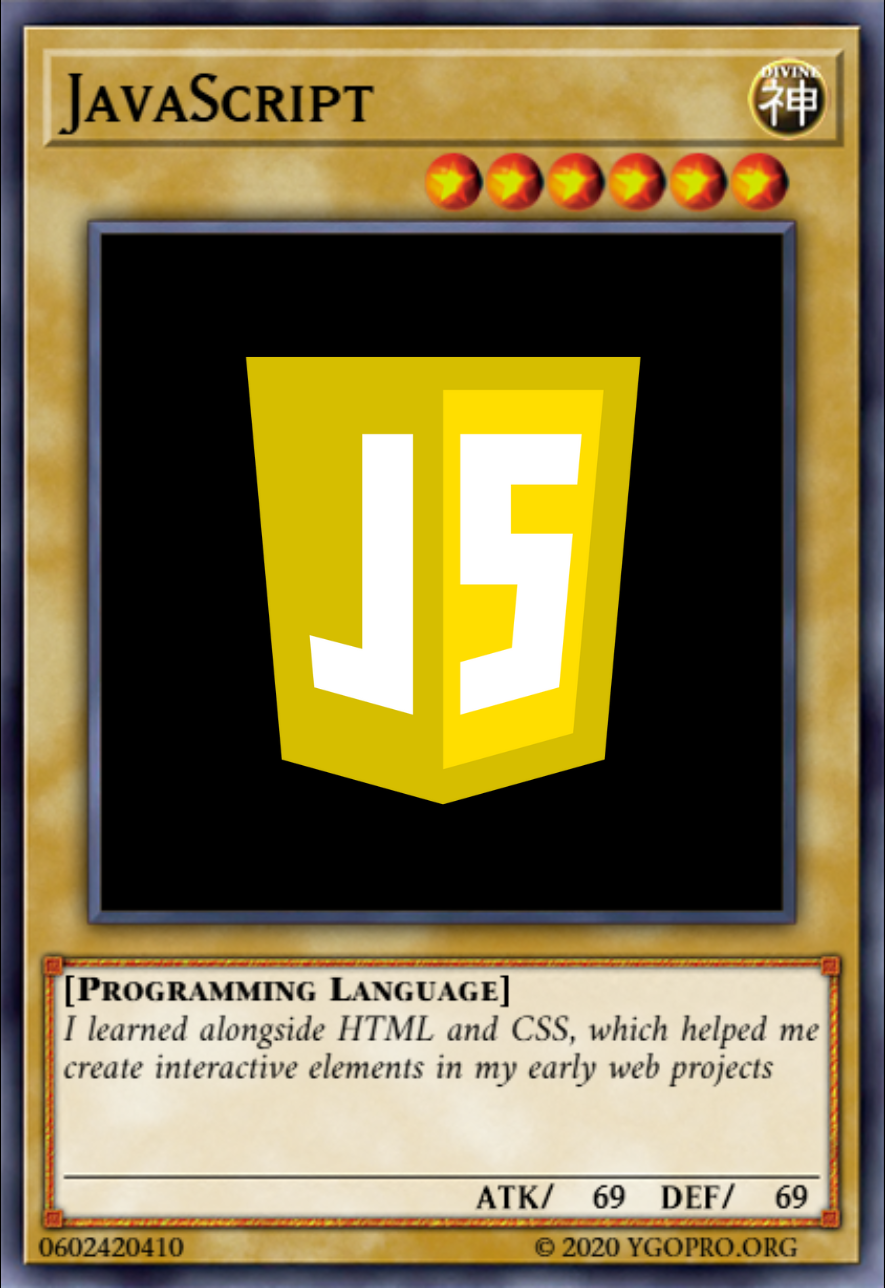 JavaScript
DIVINE
神
JS
[Programming Language]
I learned alongside HTML and CSS, which helped me
create interactive elements in my early web projects
ATK/ 69 DEF/ 69
0602420410 © 2020 YGOPRO.ORG